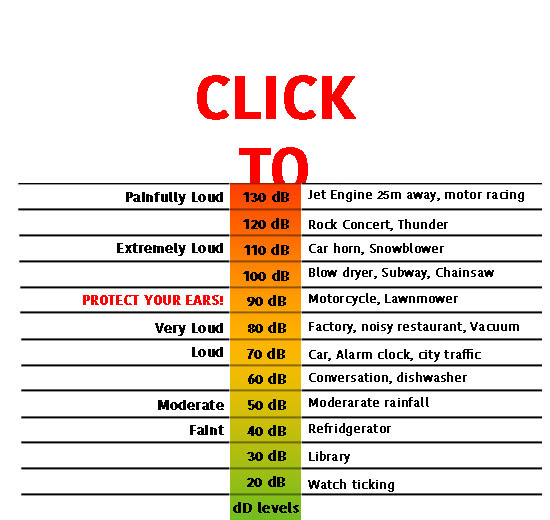 CLICK
TO
Painfully Loud 130 dB Jet Engine 25m away, motor racing
120 dB Rock Concert, Thunder
Extremely Loud 110 dB Car horn, Snowblower
100 dB Blow dryer, Subway, Chainsaw
PROTECT YOUR EARS! 90 dB Motorcycle, Lawnmower
Very Loud 80 dB Factory, noisy restaurant, Vacuum
Loud 70 dB Car, Alarm clock, city traffic
60 dB Conversation, dishwasher
Moderate 50 dB Moderarate rainfall
Faint 40 dB Refridgerator
30 dB Library
20 dB Watch ticking
dD levels